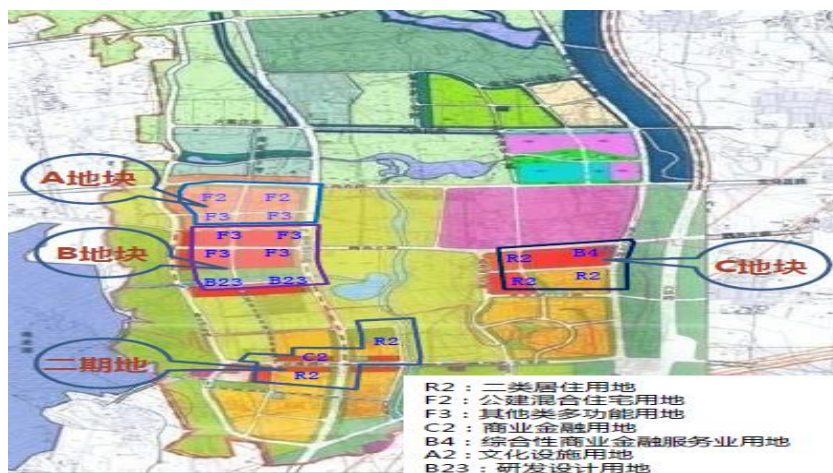 A地块
F2 F2
F3 F3
B地块
F3 F3
F3 F3
B23 B23
C地块
R2 B4
R2 R2
二期地
R2
C2
R2
R2：二类居住用地
F2：公建混合住宅用地
F3：其他类多功能用地
C2：商业金融用地
B4：综合性商业金融服务业用地
A2：文化设施用地
B23：研发设计用地